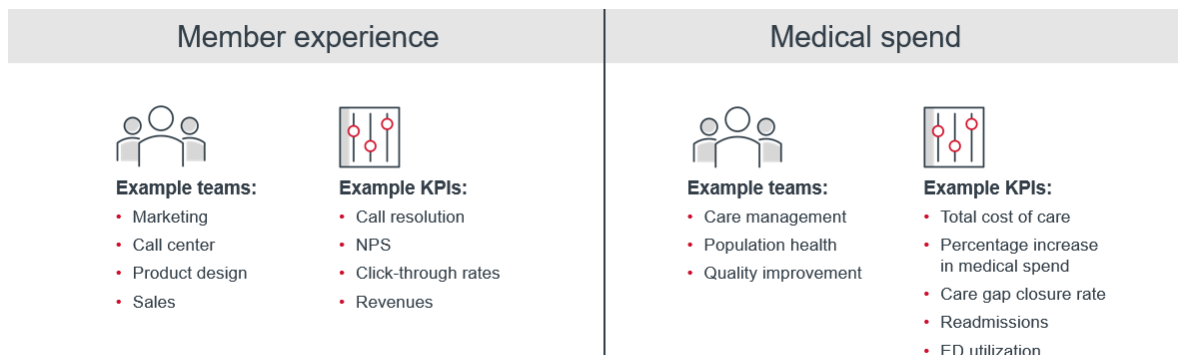 Member experience
Example teams:
• Marketing
• Call center
• Product design
• Sales
Example KPIs:
• Call resolution
• NPS
• Click-through rates
• Revenues
Medical spend
Example teams:
• Care management
• Population health
• Quality improvement
Example KPIs:
• Total cost of care
• Percentage increase
in medical spend
• Care gap closure rate
• Readmissions
• ED utilization